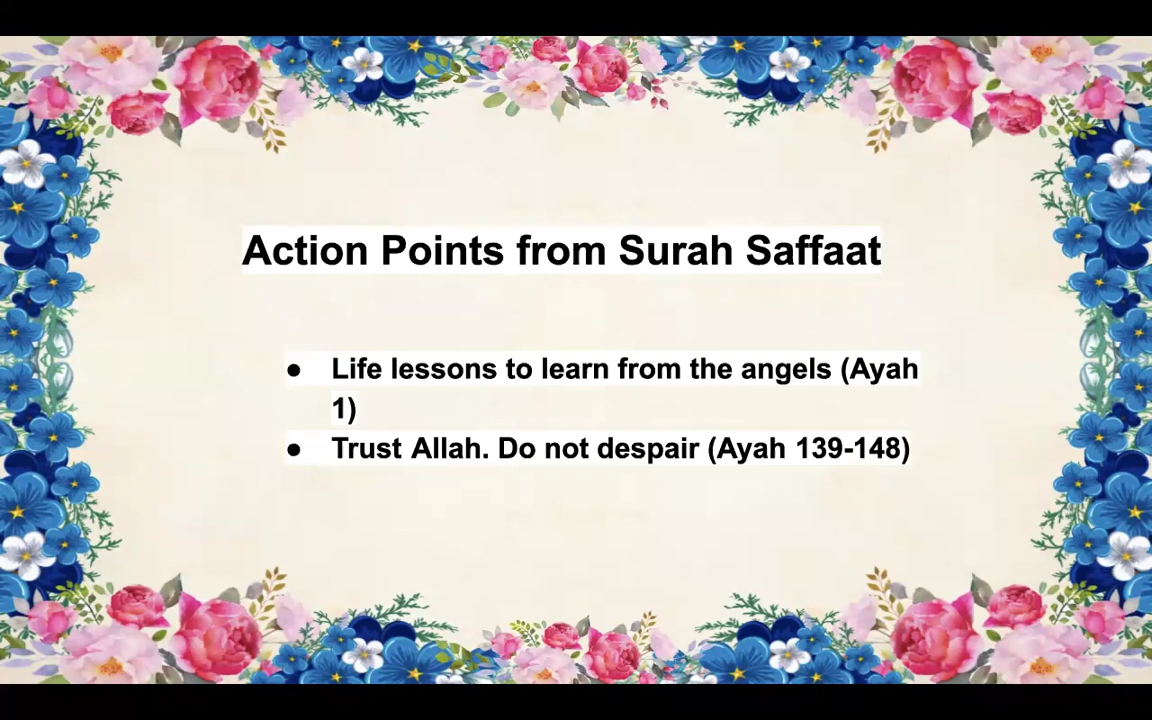 Action Points from Surah Saffaat
● Life lessons to learn from the angels (Ayah
1)
● Trust Allah. Do not despair (Ayah 139-148)